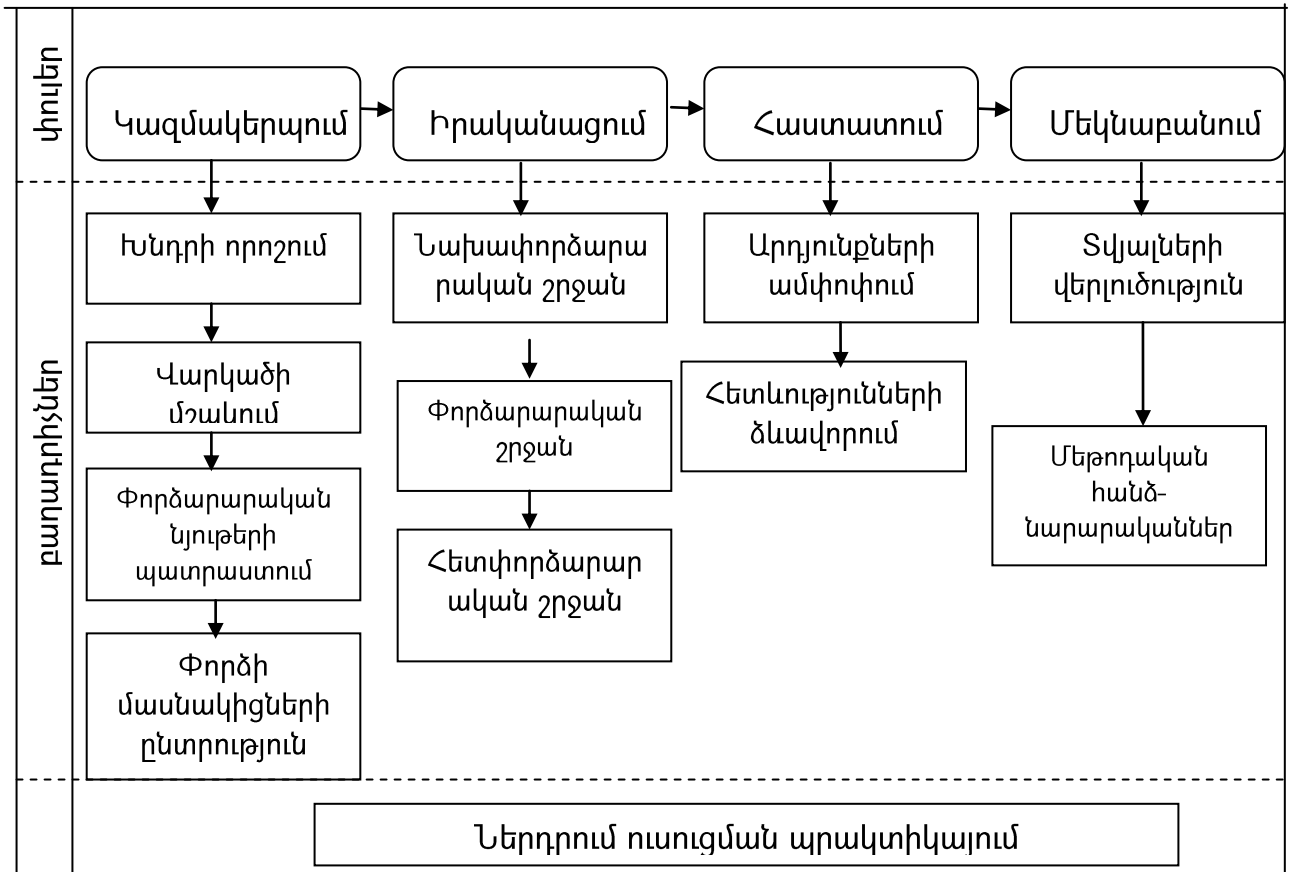 փուլեր
Կազմակերպում
Իրականացում
Հաստատում
Մեկնաբանում
բաղադրիչներ
Խնդրի որոշում
Վարկածի
մշակում
Փորձարարական
նյութերի
պատրաստում
Փորձի
մասնակիցների
ընտրություն
Նախափորձարա
րական շրջան
Փորձարարական
շրջան
Հետփորձարար
ական շրջան
Արդյունքների
ամփոփում
Հետևությունների
ձևավորում
Տվյալների
վերլուծություն
Մեթոդական
հանձ-
նարարականներ
Ներդրում ուսուցման պրակտիկայում